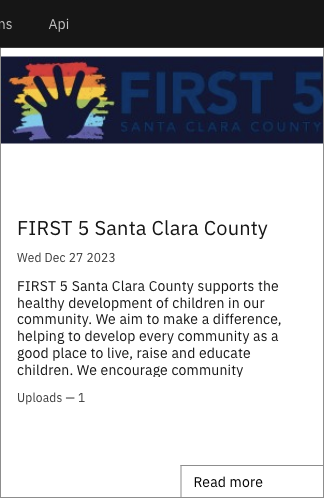 ns Api
FIRST 5
SANTA CLARA COUNTY
FIRST 5 Santa Clara County
Wed Dec 27 2023
FIRST 5 Santa Clara County supports the
healthy development of children in our
community. We aim to make a difference,
helping to develop every community as a
good place to live, raise and educate
children. We encourage community
Uploads — 1
Read more